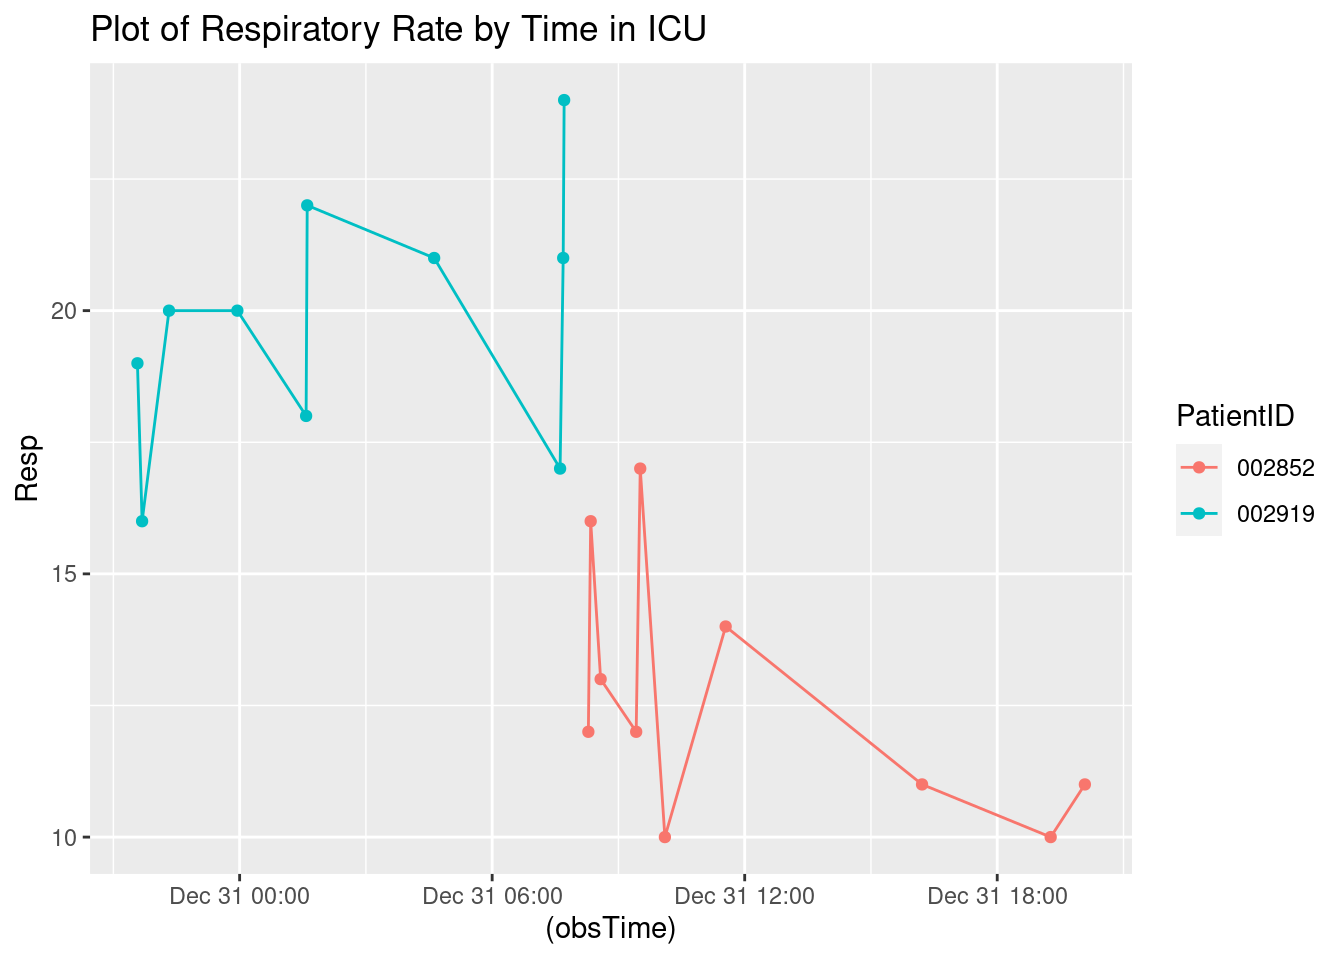 Plot of Respiratory Rate by Time in ICU
Resp
20
15
10
Dec 31 00:00
Dec 31 06:00
Dec 31 12:00
Dec 31 18:00
(obsTime)
PatientID
002852
002919